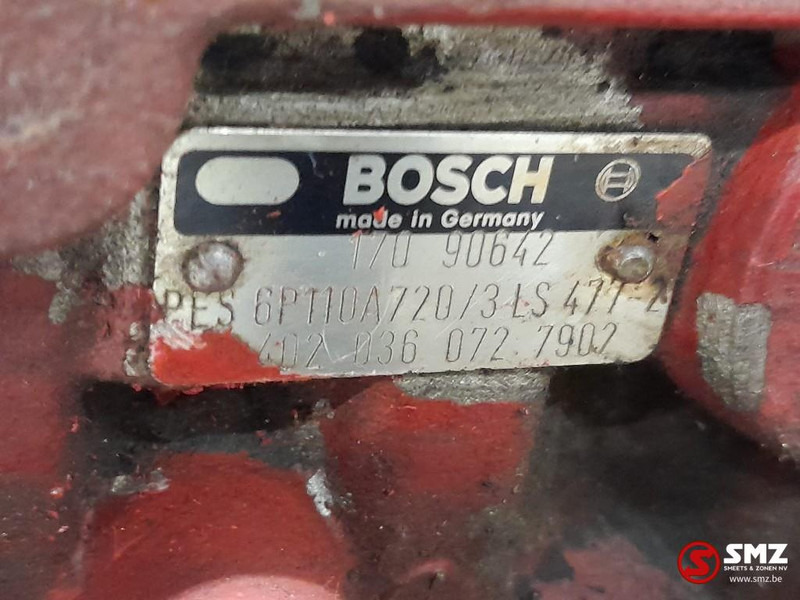 BOSCH
made in Germany
170 90642
PES 6P110A720/3 LS 477-2
402 036 072 7902
SMZ
SMEETS & ZONEN NV
www.smz.be